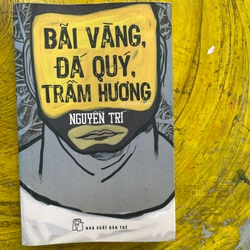 BÃI VÀNG,
ĐÁ QUÝ,
TRẦM HƯƠNG
NGUYỄN TRÍ
NHÀ XUẤT BẢN TRẺ